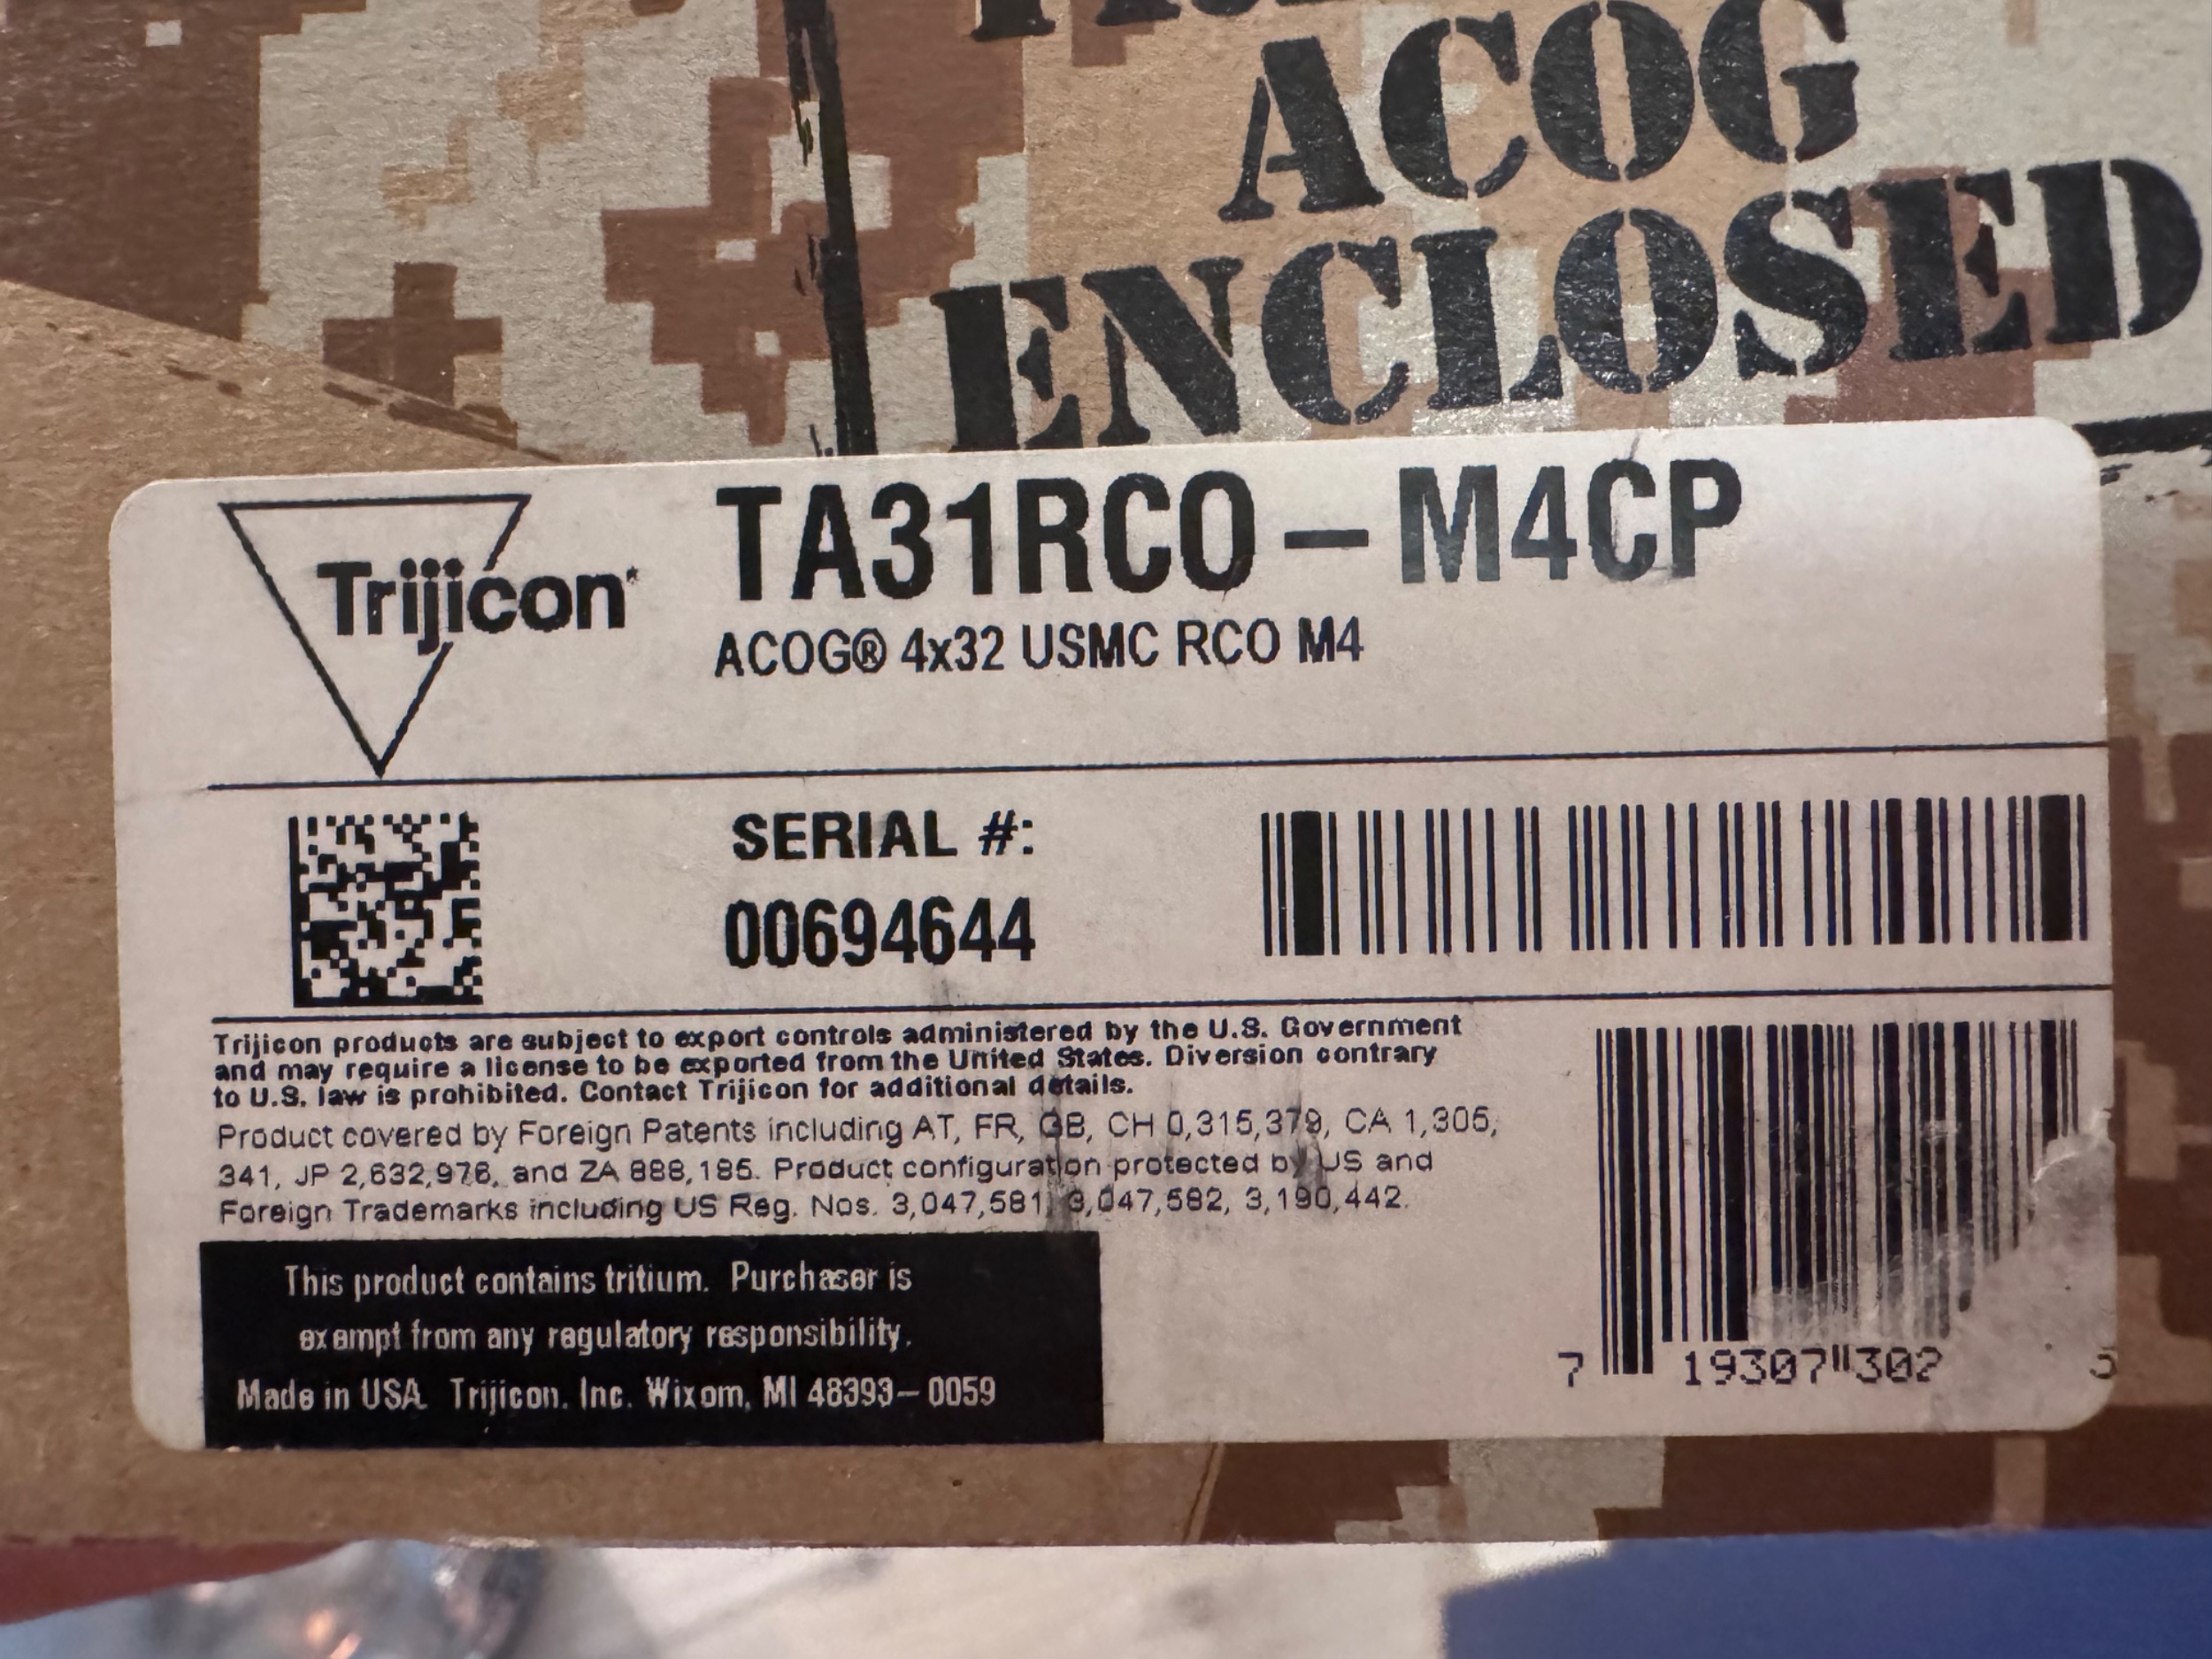 ACOG
ENCLOSED
Trijicon
TA31RCO-M4CP
ACOG® 4x32 USMC RCO M4
SERIAL #:
00694644
Trijicon products are subject to export controls administered by the U.S. Government
and may require a license to be exported from the United States. Diversion contrary
to U.S. law is prohibited. Contact Trijicon for additional details.
Product covered by Foreign Patents including AT, FR, GB, CH 0,315,379, CA 1,305,
341, JP 2,632,976, and ZA 888,185. Product configuration protected by US and
Foreign Trademarks including US Reg. Nos. 3,047,581, 3,047,582, 3,190,442.
This product contains tritium. Purchaser is
exempt from any regulatory responsibility.
Made in USA Trijicon. Inc. Wixom, MI 48393-0059
7 19307 302